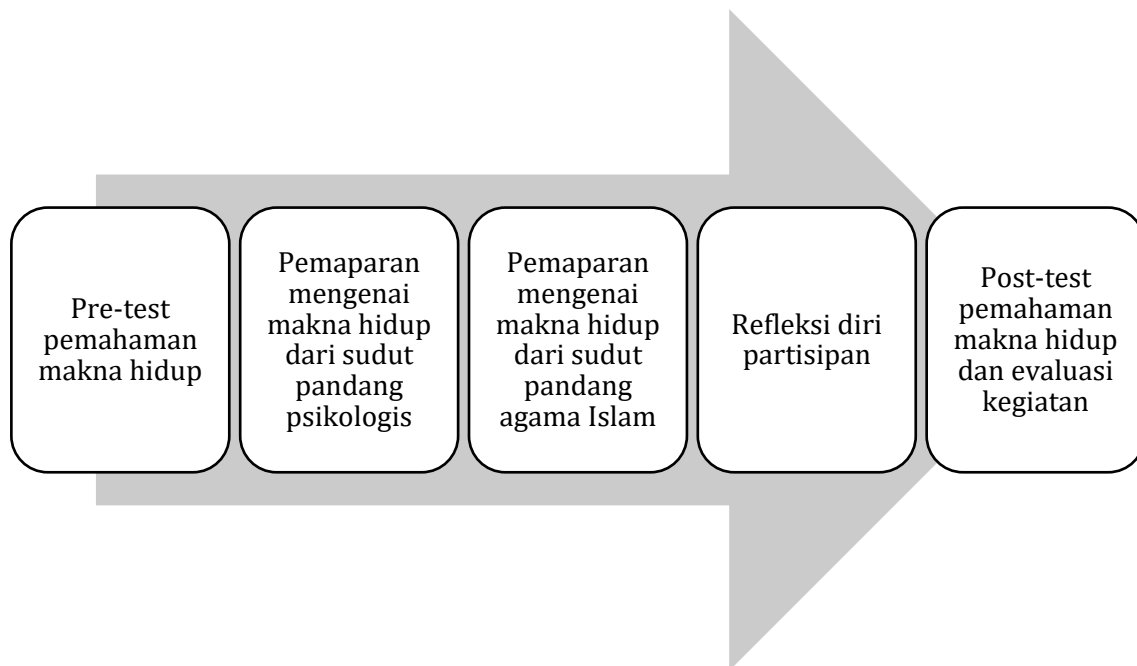 Pre-test
pemahaman
makna hidup
Pemaparan
mengenai
makna hidup
dari sudut
pandang
psikologis
Pemaparan
mengenai
makna hidup
dari sudut
pandang
agama Islam
Refleksi diri
partisipan
Post-test
pemahaman
makna hidup
dan evaluasi
kegiatan